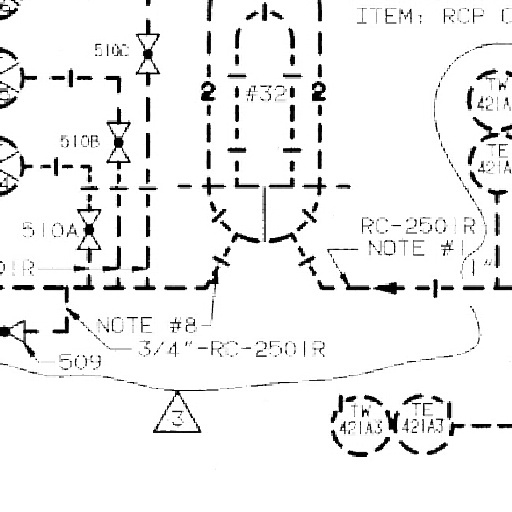 ITEM: RCP
510C
TW
421A
2 #32 2
510B
TE
421A
510A
RC-2501R
NOTE #1
01R
1"
NOTE #8
3/4"-RC-2501R
509
3
TW
421A3
TE
421A3